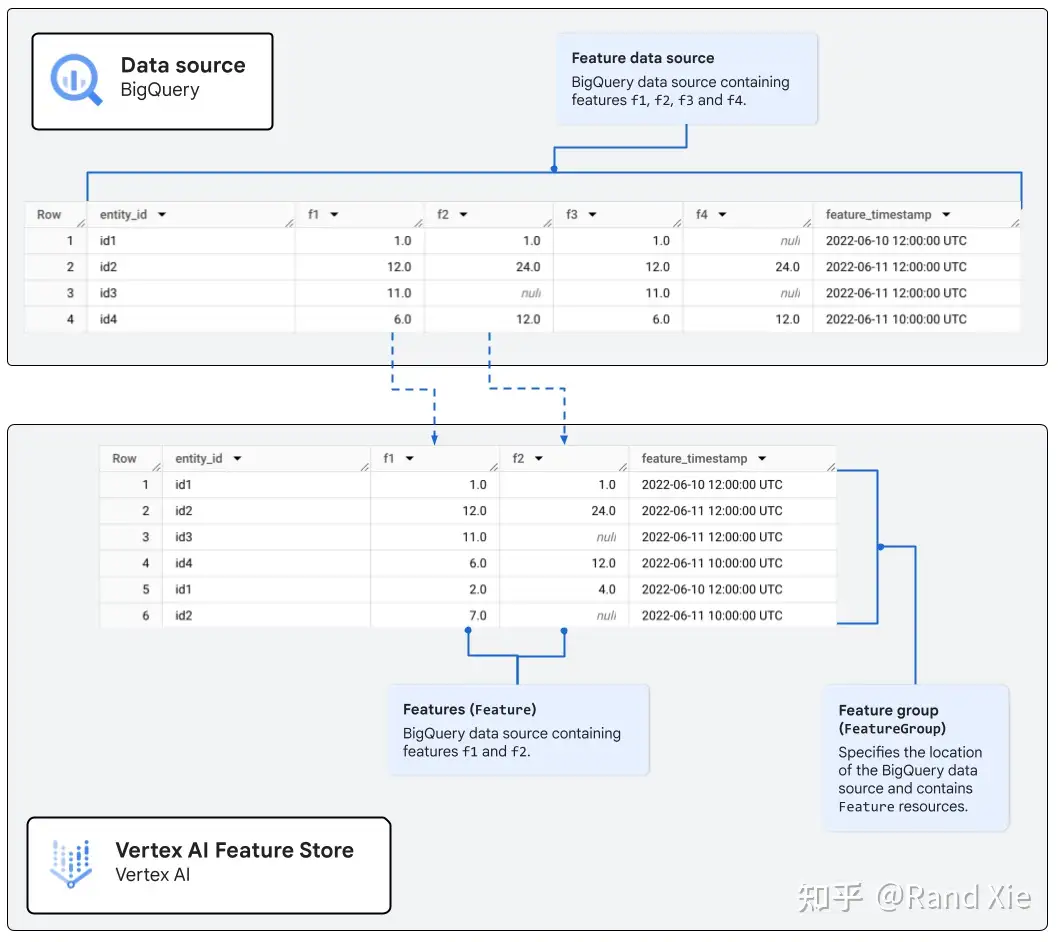 Data source
BigQuery
Feature data source
BigQuery data source containing
features f1, f2, f3 and f4.
Row entity_id f1 f2 f3 f4 feature_timestamp
1 id1 1.0 1.0 1.0 null 2022-06-10 12:00:00 UTC
2 id2 12.0 24.0 12.0 24.0 2022-06-11 12:00:00 UTC
3 id3 11.0 null 11.0 null 2022-06-11 12:00:00 UTC
4 id4 6.0 12.0 6.0 12.0 2022-06-11 10:00:00 UTC
Row entity_id f1 f2 feature_timestamp
1 id1 1.0 1.0 2022-06-10 12:00:00 UTC
2 id2 12.0 24.0 2022-06-11 12:00:00 UTC
3 id3 11.0 null 2022-06-11 12:00:00 UTC
4 id4 6.0 12.0 2022-06-11 10:00:00 UTC
5 id1 2.0 4.0 2022-06-10 12:00:00 UTC
6 id2 7.0 null 2022-06-11 10:00:00 UTC
Features (Feature)
BigQuery data source containing
features f1 and f2.
Feature group
(FeatureGroup)
Specifies the location
of the BigQuery data
source and contains
Feature resources.
Vertex AI Feature Store
Vertex AI
知乎 @Rand Xie